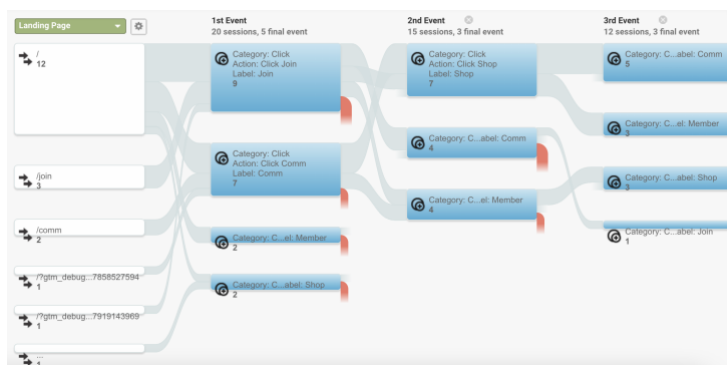 Landing Page
/
12
/join
3
/comm
2
/?gtm_debug...7858527594
1
/?gtm_debug...7919143969
1
...
1
1st Event
20 sessions, 5 final event
Category: Click
Action: Click Join
Label: Join
9
Category: Click
Action: Click Comm
Label: Comm
7
Category: C...el: Member
2
Category: C...abel: Shop
2
2nd Event
15 sessions, 3 final event
Category: Click
Action: Click Shop
Label: Shop
7
Category: C...abel: Comm
4
Category: C...el: Member
4
3rd Event
12 sessions, 3 final event
Category: C...abel: Comm
5
Category: C...el: Member
3
Category: C...abel: Shop
3
Category: C...abel: Join
1